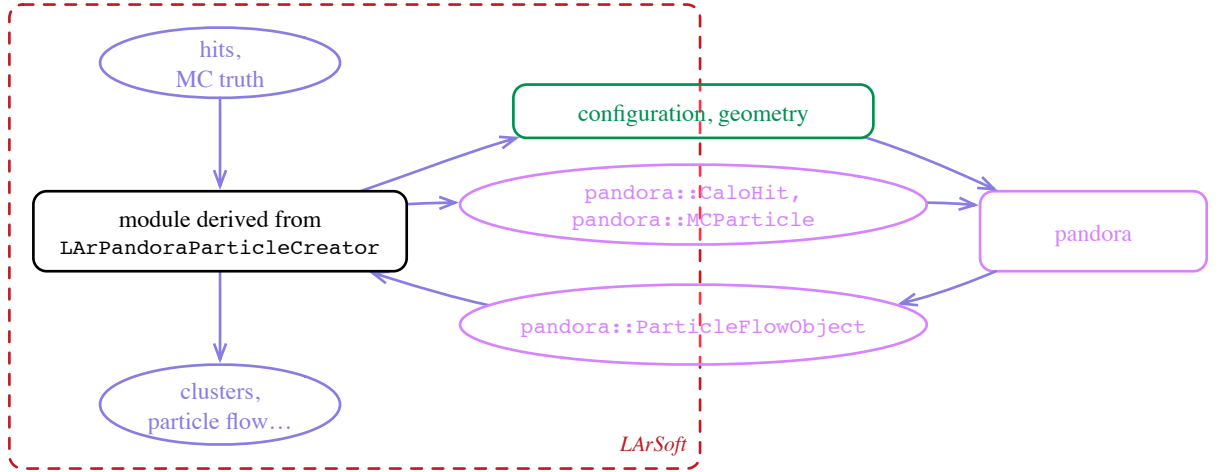 hits,
MC truth
configuration, geometry
pandora::CaloHit,
pandora::MCParticle
module derived from
LArPandoraParticleCreator
pandora
pandora::ParticleFlowObject
clusters,
particle flow…
LArSoft